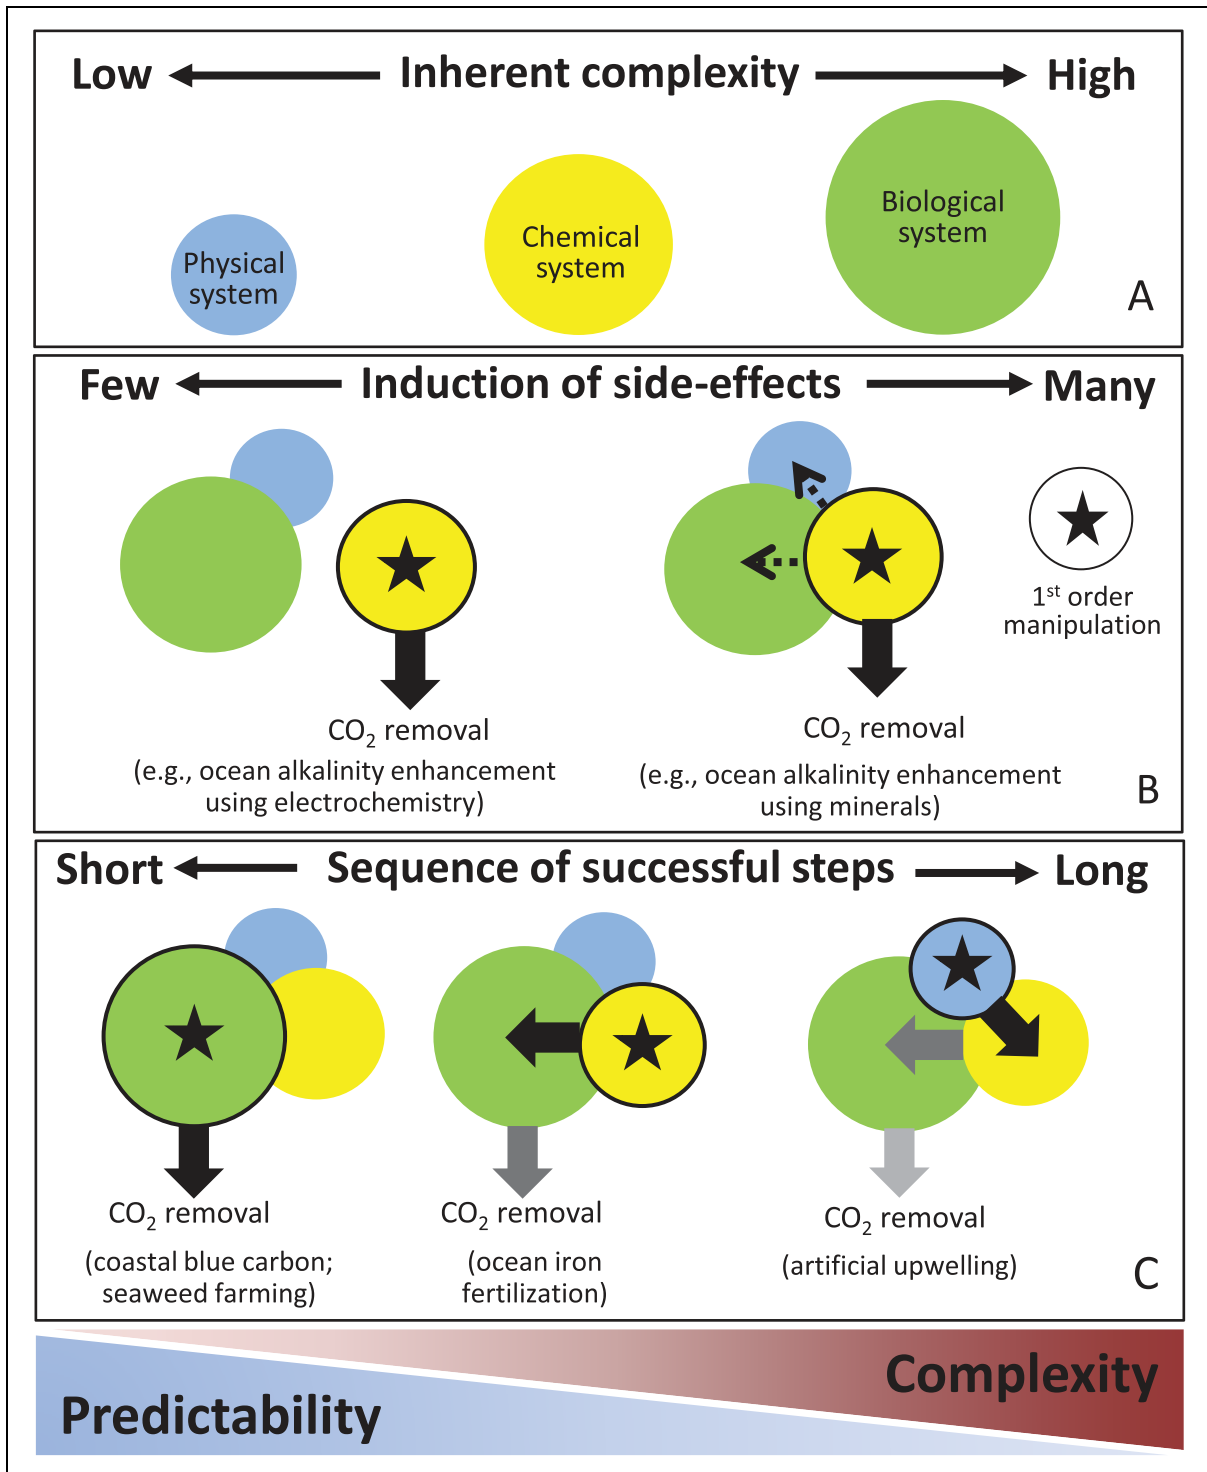 Low Inherent complexity High
Physical
system
Chemical
system
Biological
system
A
Few Induction of side-effects Many
1st order
manipulation
CO2 removal
(e.g., ocean alkalinity enhancement
using electrochemistry)
CO2 removal
(e.g., ocean alkalinity enhancement
using minerals)
B
Short Sequence of successful steps Long
CO2 removal
(coastal blue carbon;
seaweed farming)
CO2 removal
(ocean iron
fertilization)
CO2 removal
(artificial upwelling)
C
Complexity
Predictability